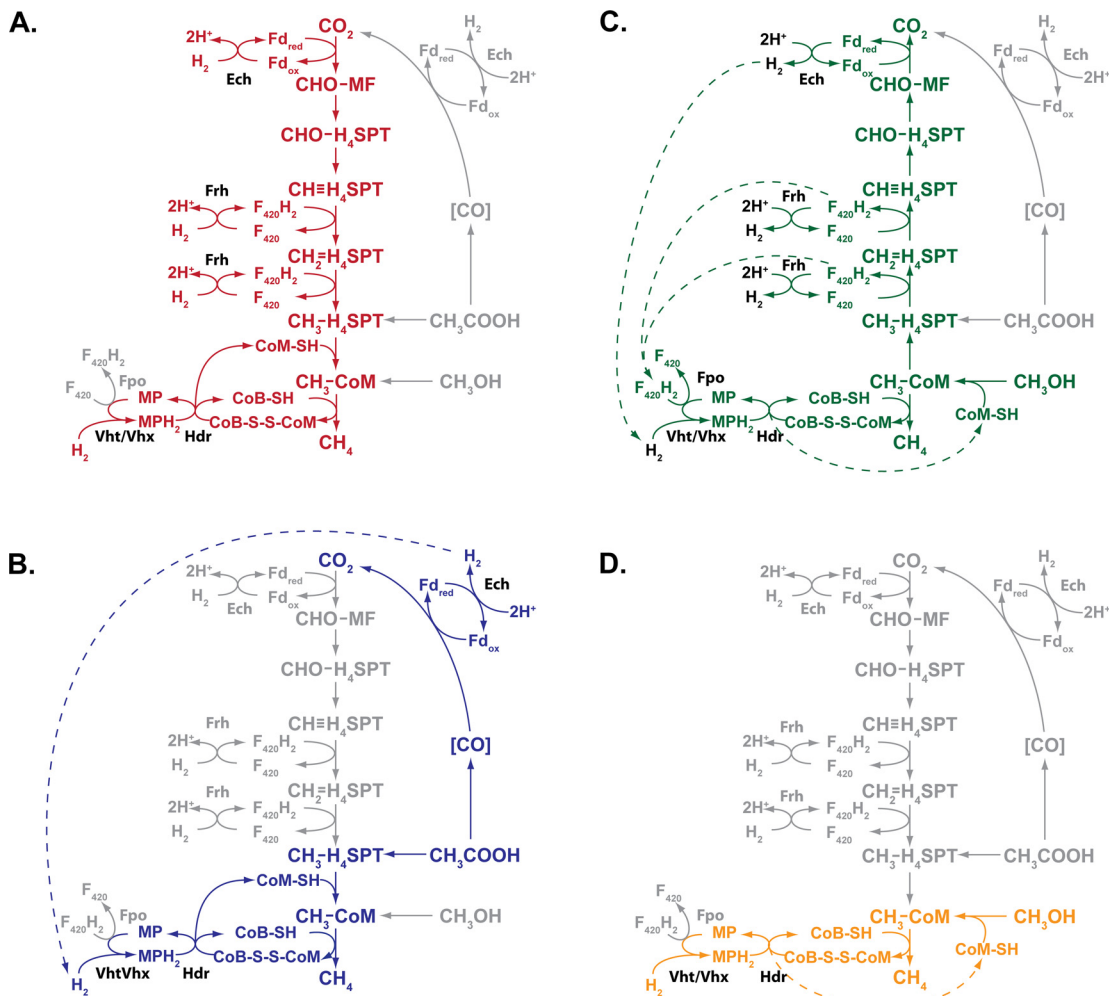 A.
CO₂
2H⁺ Fd_red
H₂ Fd_ox
Ech
H₂
Fd_red Ech
2H⁺
Fd_ox
CHO–MF
CHO–H₄SPT
CH≡H₄SPT
Frh
2H⁺ F₄₂₀H₂
H₂ F₄₂₀
[CO]
CH₂=H₄SPT
Frh
2H⁺ F₄₂₀H₂
H₂ F₄₂₀
CH₃–H₄SPT CH₃COOH
CoM-SH
F₄₂₀H₂
F₄₂₀ Fpo
CH₃–CoM CH₃OH
MP CoB-SH
MPH₂ CoB-S-S-CoM
Vht/Vhx Hdr
H₂
CH₄
C.
CO₂
2H⁺ Fd_red
H₂ Fd_ox
Ech
H₂
Fd_red Ech
2H⁺
Fd_ox
CHO–MF
CHO–H₄SPT
CH≡H₄SPT
Frh
2H⁺ F₄₂₀H₂
H₂ F₄₂₀
[CO]
CH₂=H₄SPT
Frh
2H⁺ F₄₂₀H₂
H₂ F₄₂₀
CH₃–H₄SPT CH₃COOH
F₄₂₀
F₄₂₀H₂ Fpo
CH₃–CoM CH₃OH
MP CoB-SH
CoM-SH
MPH₂ CoB-S-S-CoM
Vht/Vhx Hdr
H₂
CH₄
B.
CO₂
2H⁺ Fd_red
H₂ Fd_ox
Ech
H₂
Fd_red Ech
2H⁺
Fd_ox
CHO–MF
CHO–H₄SPT
CH≡H₄SPT
Frh
2H⁺ F₄₂₀H₂
H₂ F₄₂₀
[CO]
CH₂=H₄SPT
Frh
2H⁺ F₄₂₀H₂
H₂ F₄₂₀
CH₃–H₄SPT CH₃COOH
CoM-SH
F₄₂₀
F₄₂₀H₂ Fpo
CH₃–CoM CH₃OH
MP CoB-SH
MPH₂ CoB-S-S-CoM
VhtVhx Hdr
H₂
CH₄
D.
CO₂
2H⁺ Fd_red
H₂ Fd_ox
Ech
H₂
Fd_red Ech
2H⁺
Fd_ox
CHO–MF
CHO–H₄SPT
CH≡H₄SPT
Frh
2H⁺ F₄₂₀H₂
H₂ F₄₂₀
[CO]
CH₂=H₄SPT
Frh
2H⁺ F₄₂₀H₂
H₂ F₄₂₀
CH₃–H₄SPT CH₃COOH
F₄₂₀
F₄₂₀H₂ Fpo
CH₃–CoM CH₃OH
MP CoB-SH
CoM-SH
MPH₂ CoB-S-S-CoM
Vht/Vhx Hdr
H₂
CH₄